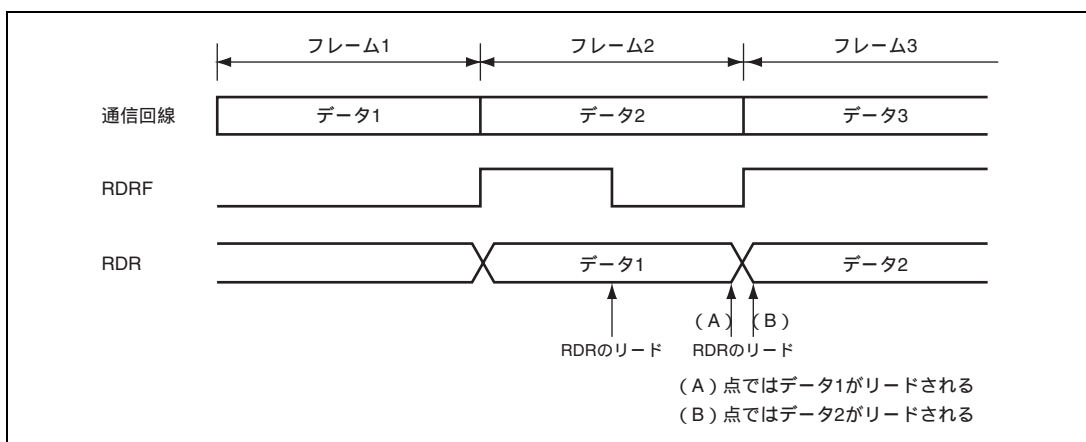 フレーム1 フレーム2 フレーム3
通信回線 データ1 データ2 データ3
RDRF
RDR データ1 データ2
(A) (B)
RDRのリード RDRのリード
(A)点ではデータ1がリードされる
(B)点ではデータ2がリードされる